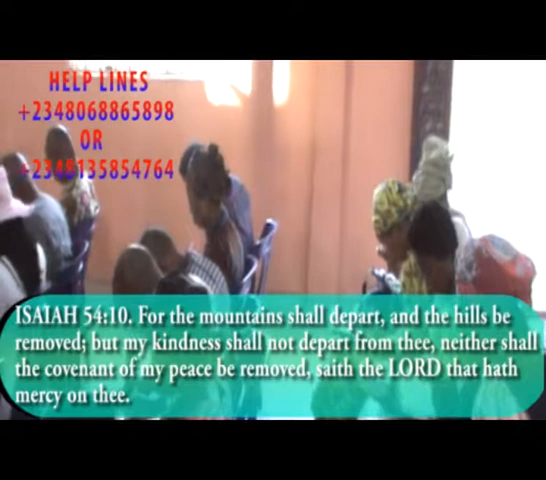 HELP LINES
+2348068865898
OR
+2348135854764
ISAIAH 54:10. For the mountains shall depart, and the hills be
removed; but my kindness shall not depart from thee, neither shall
the covenant of my peace be removed, saith the LORD that hath
mercy on thee.